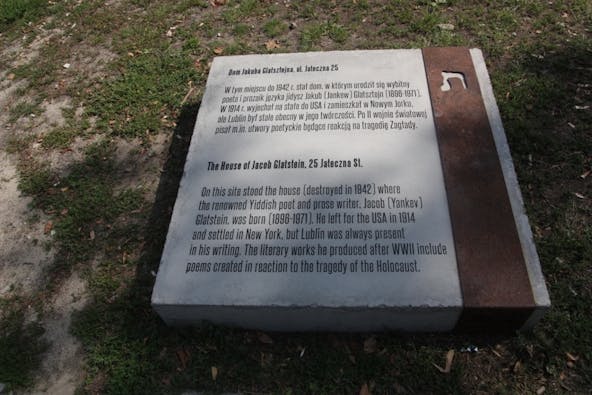 Dom Jakuba Glatsztejna, ul. Jateczna 25
W tym miejscu do 1942 r. stał dom, w którym urodził się wybitny
poeta i prozaik języka jidysz Jakub (Jankew) Glatsztejn (1896-1971).
W 1914 r. wyjechał na stałe do USA i zamieszkał w Nowym Jorku,
ale Lublin był stale obecny w jego twórczości. Po II wojnie światowej
pisał m.in. utwory poetyckie będące reakcją na tragedię Zagłady.
The House of Jacob Glatstein, 25 Jateczna St.
On this site stood the house (destroyed in 1942) where
the renowned Yiddish poet and prose writer, Jacob (Yankev)
Glatstein, was born (1896-1971). He left for the USA in 1914
and settled in New York, but Lublin was always present
in his writing. The literary works he produced after WWII include
poems created in reaction to the tragedy of the Holocaust.